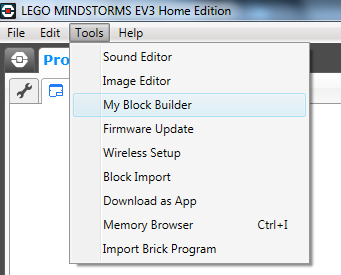 LEGO MINDSTORMS EV3 Home Edition
File Edit Tools Help
Pro
Sound Editor
Image Editor
My Block Builder
Firmware Update
Wireless Setup
Block Import
Download as App
Memory Browser Ctrl+I
Import Brick Program